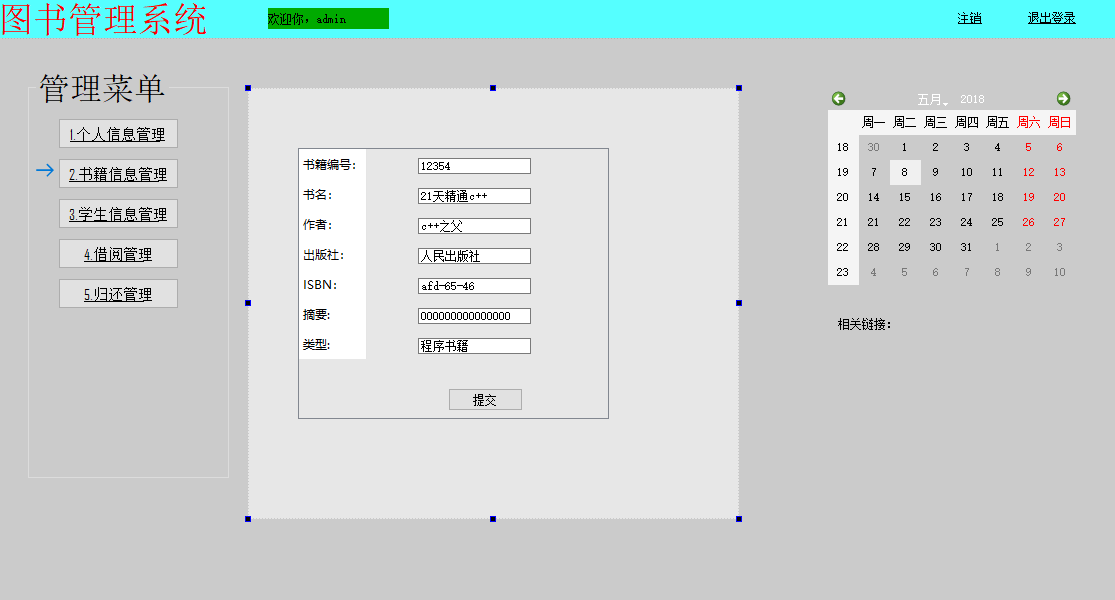 图书管理系统
欢迎你，admin
注销
退出登录
管理菜单
1.个人信息管理
2.书籍信息管理
3.学生信息管理
4.借阅管理
5.归还管理
书籍编号: 12354
书名: 21天精通c++
作者: c++之父
出版社: 人民出版社
ISBN: afd-65-46
摘要: 000000000000000
类型: 程序书籍
提交
五月, 2018
周一 周二 周三 周四 周五 周六 周日
18 30 1 2 3 4 5 6
19 7 8 9 10 11 12 13
20 14 15 16 17 18 19 20
21 21 22 23 24 25 26 27
22 28 29 30 31 1 2 3
23 4 5 6 7 8 9 10
相关链接: